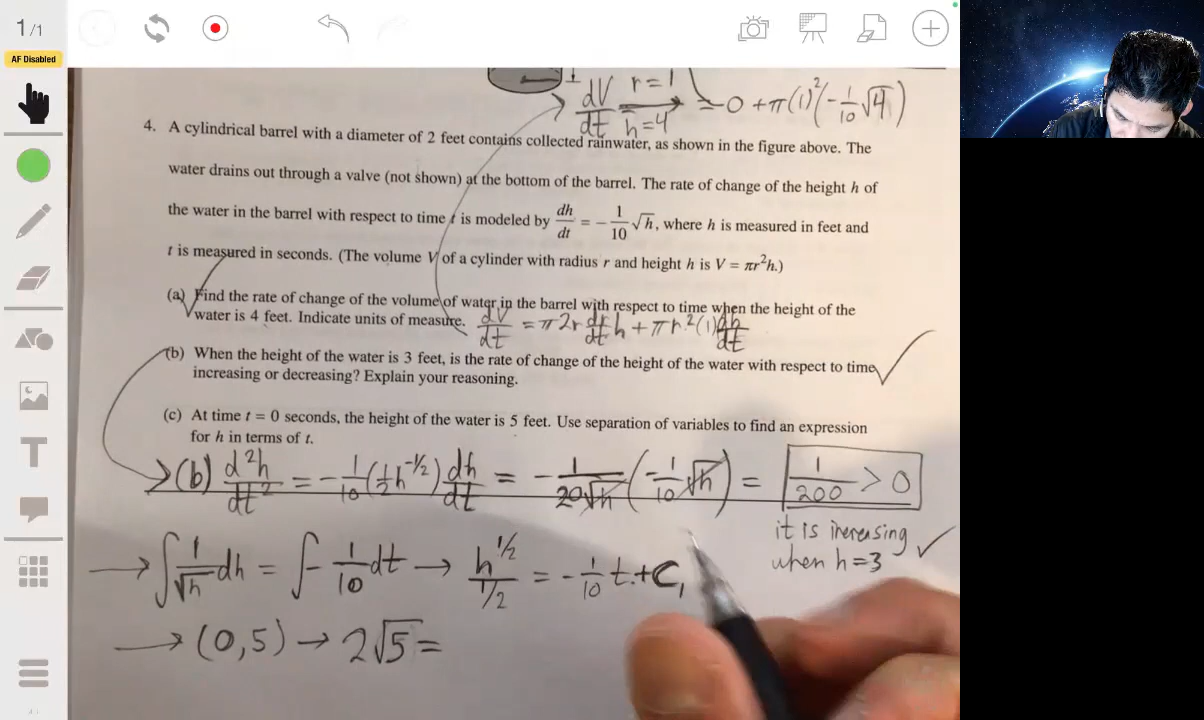 1/1
AF Disabled
dV/dt r=1 h=4 → = 0 + π(1)²(-1/10 √4)
4. A cylindrical barrel with a diameter of 2 feet contains collected rainwater, as shown in the figure above. The
water drains out through a valve (not shown) at the bottom of the barrel. The rate of change of the height h of
the water in the barrel with respect to time t is modeled by dh/dt = -1/10 √h, where h is measured in feet and
t is measured in seconds. (The volume V of a cylinder with radius r and height h is V = πr²h.)
(a) Find the rate of change of the volume of water in the barrel with respect to time when the height of the
water is 4 feet. Indicate units of measure.
dV/dt = π2r dr/dt h + πr²(1) dh/dt
(b) When the height of the water is 3 feet, is the rate of change of the height of the water with respect to time
increasing or decreasing? Explain your reasoning.
(c) At time t = 0 seconds, the height of the water is 5 feet. Use separation of variables to find an expression
for h in terms of t.
→ (b) d²h/dt² = -1/10 (1/2 h^-1/2) dh/dt = -1/20√h (-1/10 √h) = 1/200 > 0
it is increasing
when h=3
→ ∫ 1/√h dh = ∫ -1/10 dt → h^1/2 / 1/2 = -1/10 t + C₁
→ (0,5) → 2√5 =
T